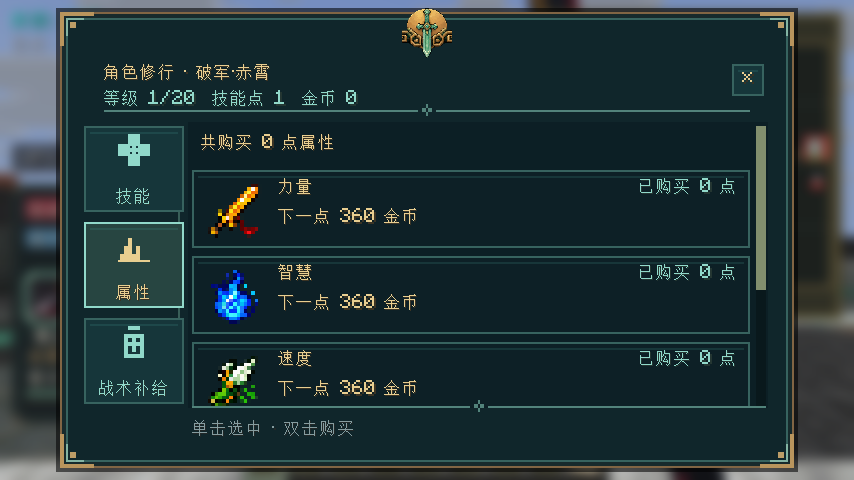 角色修行 · 破军·赤霄
等级 1/20 技能点 1 金币 0
×
技能
属性
战术补给
共购买 0 点属性
力量 已购买 0 点
下一点 360 金币
智慧 已购买 0 点
下一点 360 金币
速度 已购买 0 点
下一点 360 金币
单击选中 · 双击购买